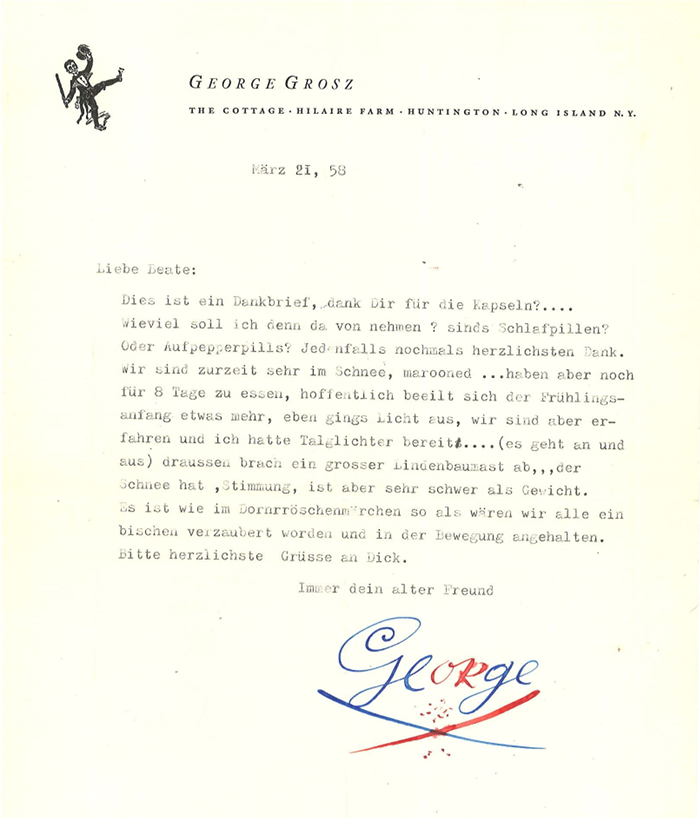 GEORGE GROSZ
THE COTTAGE · HILAIRE FARM · HUNTINGTON · LONG ISLAND N.Y.
März 21, 58
Liebe Beate:
Dies ist ein Dankbrief, dank Dir für die Kapseln?....
Wieviel soll ich denn da von nehmen ? sinds Schlafpillen?
Oder Aufpepperpills? Jedenfalls nochmals herzlichsten Dank.
Wir sind zurzeit sehr im Schnee, marooned ...haben aber noch
für 8 Tage zu essen, hoffentlich beeilt sich der Frühlings-
anfang etwas mehr, eben gings Licht aus, wir sind aber er-
fahren und ich hatte Talglichter bereit....(es geht an und
aus) draussen brach ein grosser Lindenbaumast ab,,,der
Schnee hat ,Stimmung, ist aber sehr schwer als Gewicht.
Es ist wie im Dornrröschenmärchen so als wären wir alle ein
bischen verzaubert worden und in der Bewegung angehalten.
Bitte herzlichste Grüsse an Dick.
Immer dein alter Freund
George